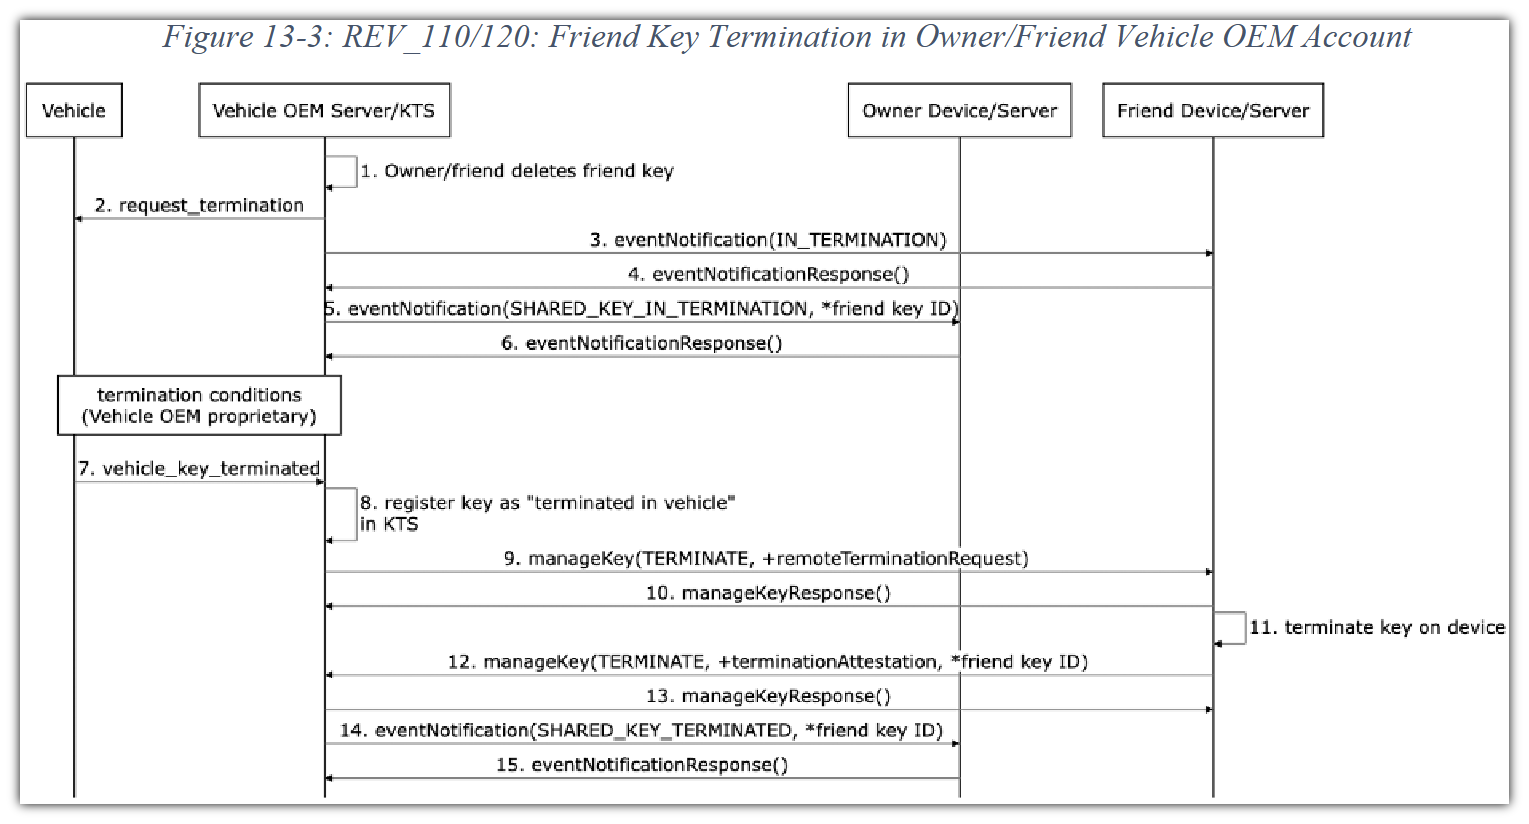 Figure 13-3: REV_110/120: Friend Key Termination in Owner/Friend Vehicle OEM Account
Vehicle
Vehicle OEM Server/KTS
Owner Device/Server
Friend Device/Server
1. Owner/friend deletes friend key
2. request_termination
3. eventNotification(IN_TERMINATION)
4. eventNotificationResponse()
5. eventNotification(SHARED_KEY_IN_TERMINATION, *friend key ID)
6. eventNotificationResponse()
termination conditions
(Vehicle OEM proprietary)
7. vehicle_key_terminated
8. register key as "terminated in vehicle"
in KTS
9. manageKey(TERMINATE, +remoteTerminationRequest)
10. manageKeyResponse()
11. terminate key on device
12. manageKey(TERMINATE, +terminationAttestation, *friend key ID)
13. manageKeyResponse()
14. eventNotification(SHARED_KEY_TERMINATED, *friend key ID)
15. eventNotificationResponse()